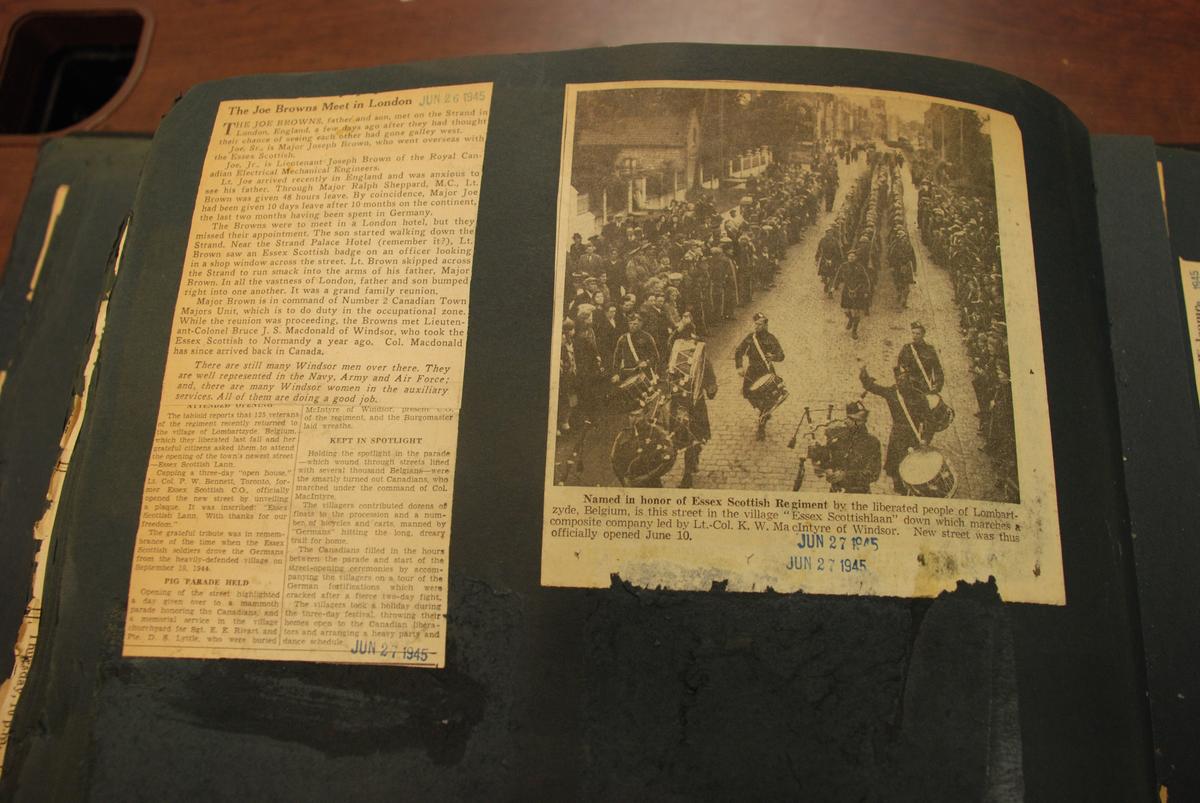 The Joe Browns Meet in London JUN 26 1945
THE JOE BROWNS, father and son, met on the Strand in
London, England, a few days ago after they had thought
their chance of seeing each other had gone galley west.
Joe, Sr., is Major Joseph Brown, who went overseas with
the Essex Scottish.
Joe, Jr., is Lieutenant Joseph Brown of the Royal Can-
adian Electrical Mechanical Engineers.
Lt. Joe arrived recently in England and was anxious to
see his father. Through Major Ralph Sheppard, M.C., Lt.
Brown was given 48 hours leave. By coincidence, Major Joe
had been given 10 days leave after 10 months on the continent,
the last two months having been spent in Germany.
The Browns were to meet in a London hotel, but they
missed their appointment. The son started walking down the
Strand. Near the Strand Palace Hotel (remember it?), Lt.
Brown saw an Essex Scottish badge on an officer looking
in a shop window across the street. Lt. Brown skipped across
the Strand to run smack into the arms of his father, Major
Brown. In all the vastness of London, father and son bumped
right into one another. It was a grand family reunion.
Major Brown is in command of Number 2 Canadian Town
Majors Unit, which is to do duty in the occupational zone.
While the reunion was proceeding, the Browns met Lieuten-
ant-Colonel Bruce J. S. Macdonald of Windsor, who took the
Essex Scottish to Normandy a year ago. Col. Macdonald
has since arrived back in Canada.
There are still many Windsor men over there. They
are well represented in the Navy, Army and Air Force;
and, there are many Windsor women in the auxiliary
services. All of them are doing a good job.
ATTENDED OPENING
The tabloid reports that 125 veterans
of the regiment recently returned to
the village of Lombartzyde, Belgium,
which they liberated last fall and her
grateful citizens asked them to attend
the opening of the town's newest street
—Essex Scottish Lann.
Capping a three-day "open house,"
Lt. Col. P. W. Bennett, Toronto, for-
mer Essex Scottish C.O., officially
opened the new street by unveiling
a plaque. It was inscribed: "Essex
Scottish Lann. With thanks for our
freedom."
The grateful tribute was in remem-
brance of the time when the Essex
Scottish soldiers drove the Germans
from the heavily-defended village on
September 18, 1944.
PIG PARADE HELD
Opening of the street highlighted
a day given over to a mammoth
parade honoring the Canadians, and
a memorial service in the village
churchyard for Sgt. E. E. Rivart and
Pte. D. S. Lyttle, who were buried
McIntyre of Windsor, present C.O.
of the regiment, and the Burgomaster
laid wreaths.
KEPT IN SPOTLIGHT
Holding the spotlight in the parade
—which wound through streets lined
with several thousand Belgians—were
the smartly turned out Canadians, who
marched under the command of Col.
MacIntyre.
The villagers contributed dozens of
floats to the procession and a num-
ber of bicycles and carts, manned by
"Germans" hitting the long, dreary
trail for home.
The Canadians filled in the hours
between the parade and start of the
street-opening ceremonies by accom-
panying the villagers on a tour of the
German fortifications which were
cracked after a fierce two-day fight.
The villagers took a holiday during
the three-day festival, throwing their
homes open to the Canadian libera-
tors and arranging a heavy party and
dance schedule.
JUN 27 1945
Named in honor of Essex Scottish Regiment by the liberated people of Lombart-
zyde, Belgium, is this street in the village "Essex Scottishlaan" down which marches a
composite company led by Lt.-Col. K. W. MacIntyre of Windsor. New street was thus
officially opened June 10.
JUN 27 1945
JUN 27 1945
1945